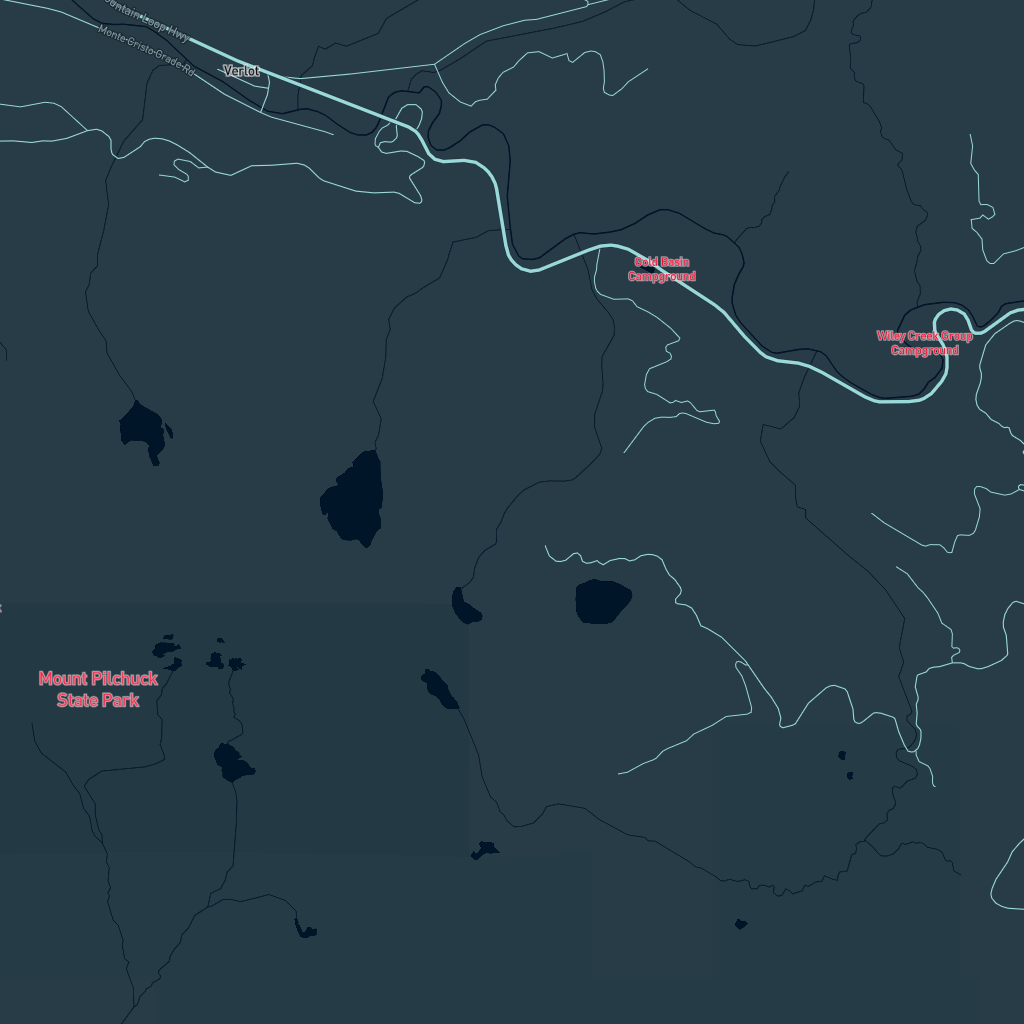 Mountain Loop Hwy
Monte Cristo Grade Rd
Verlot
Gold Basin
Campground
Wiley Creek Group
Campground
Mount Pilchuck
State Park